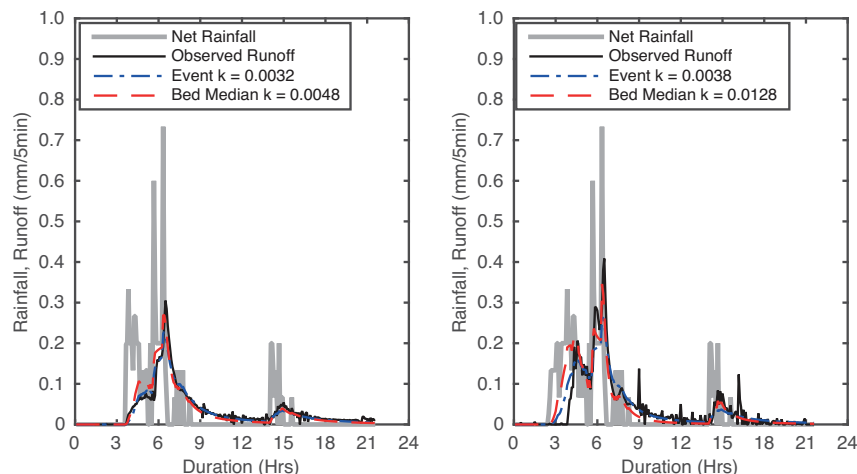 1.0
0.9
0.8
0.7
0.6
0.5
0.4
0.3
0.2
0.1
0
Rainfall, Runoff (mm/5min)
Net Rainfall
Observed Runoff
Event k = 0.0032
Bed Median k = 0.0048
0 3 6 9 12 15 18 21 24
Duration (Hrs)
1.0
0.9
0.8
0.7
0.6
0.5
0.4
0.3
0.2
0.1
0
Rainfall, Runoff (mm/5min)
Net Rainfall
Observed Runoff
Event k = 0.0038
Bed Median k = 0.0128
0 3 6 9 12 15 18 21 24
Duration (Hrs)